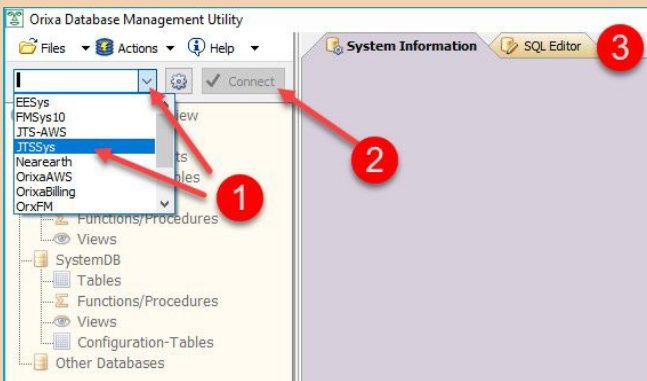 Orixa Database Management Utility
Files Actions Help
System Information SQL Editor 3
Connect
2
EESys
FMSys10
JTS-AWS
JTSSys
Nearearth
OrixaAWS
OrixaBilling
OrxFM
1
Functions/Procedures
Views
SystemDB
Tables
Functions/Procedures
Views
Configuration-Tables
Other Databases